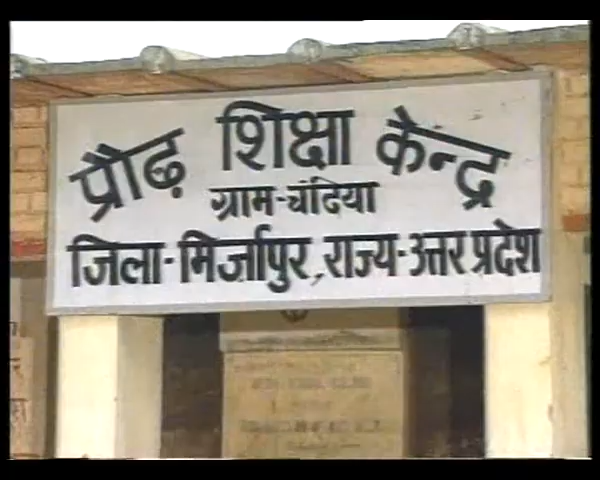 प्रौढ़ शिक्षा केन्द्र
ग्राम-चंदिया
जिला-मिर्जापुर, राज्य-उत्तर प्रदेश